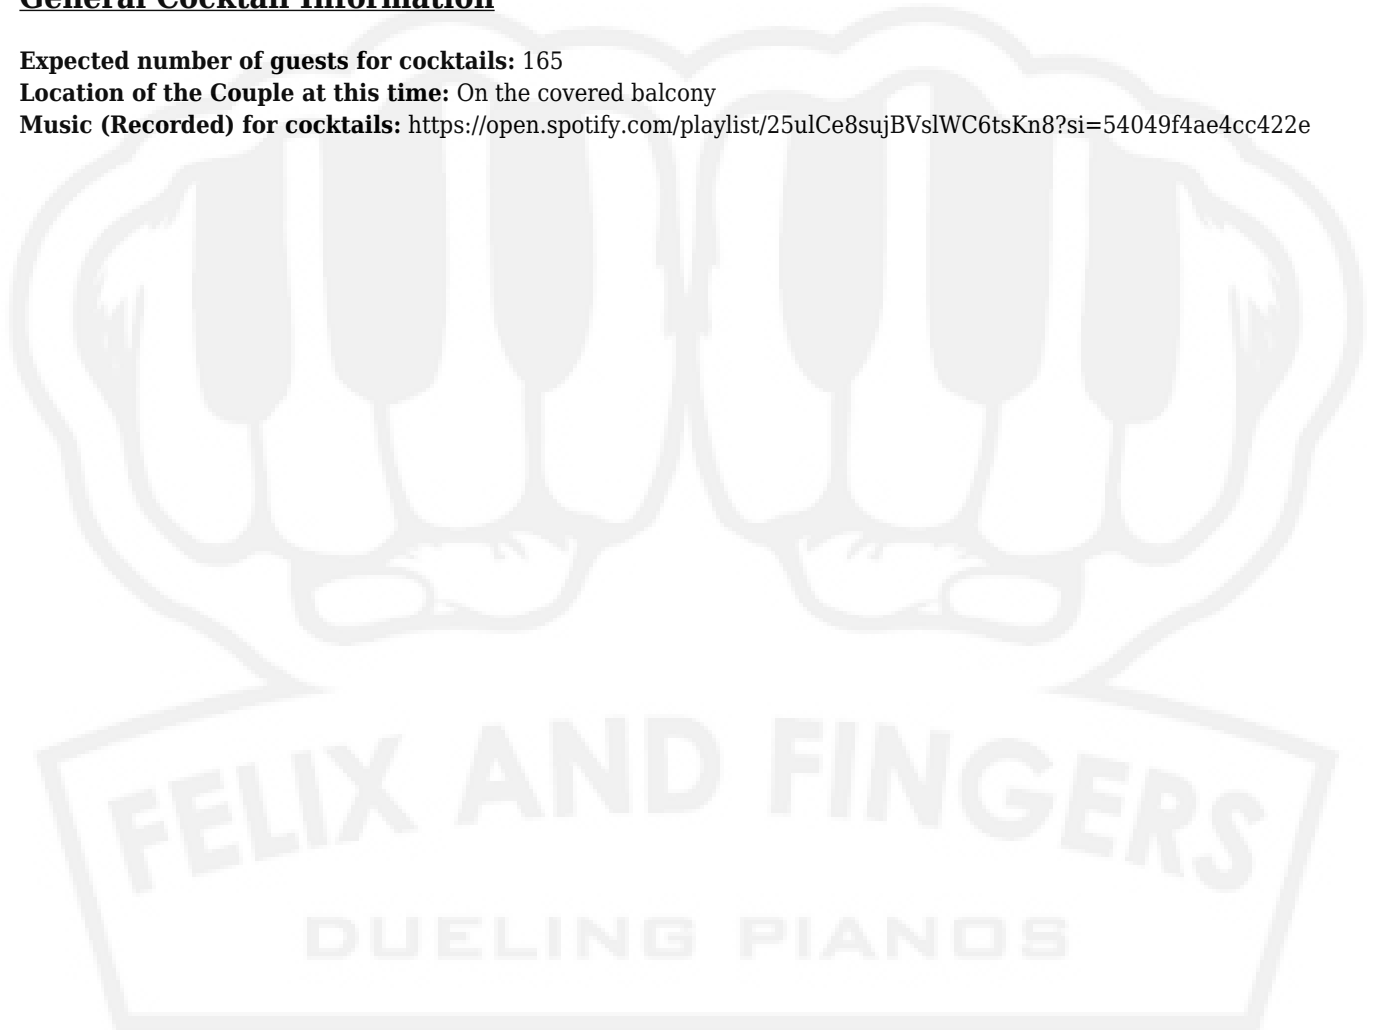 General Cocktail Information
Expected number of guests for cocktails: 165
Location of the Couple at this time: On the covered balcony
Music (Recorded) for cocktails: https://open.spotify.com/playlist/25ulCe8sujBVslWC6tsKn8?si=54049f4ae4cc422e
FELIX AND FINGERS
DUELING PIANOS